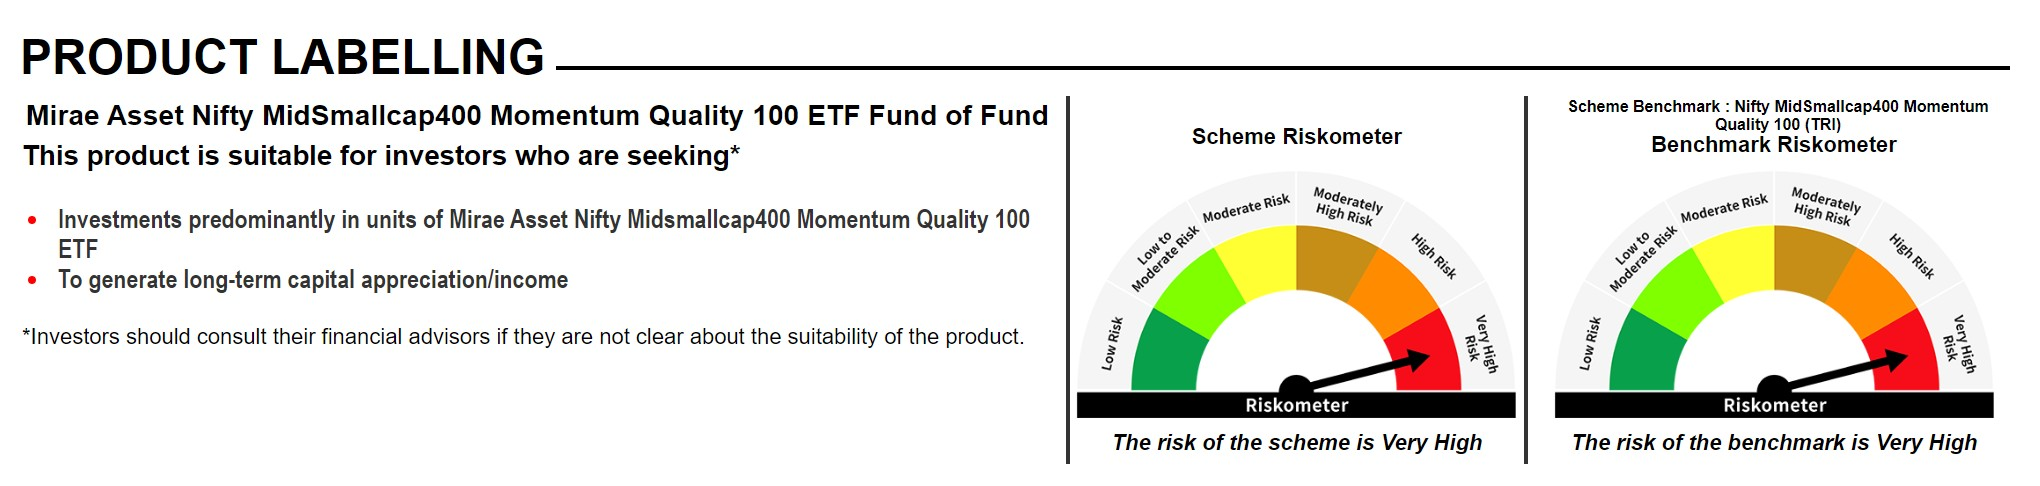 PRODUCT LABELLING
Mirae Asset Nifty MidSmallcap400 Momentum Quality 100 ETF Fund of Fund
This product is suitable for investors who are seeking*
• Investments predominantly in units of Mirae Asset Nifty Midsmallcap400 Momentum Quality 100
ETF
• To generate long-term capital appreciation/income
*Investors should consult their financial advisors if they are not clear about the suitability of the product.
Scheme Riskometer
Low Risk
Low to
Moderate Risk
Moderate Risk
Moderately
High Risk
High Risk
Very High
Risk
Riskometer
The risk of the scheme is Very High
Scheme Benchmark : Nifty MidSmallcap400 Momentum
Quality 100 (TRI)
Benchmark Riskometer
Low Risk
Low to
Moderate Risk
Moderate Risk
Moderately
High Risk
High Risk
Very High
Risk
Riskometer
The risk of the benchmark is Very High